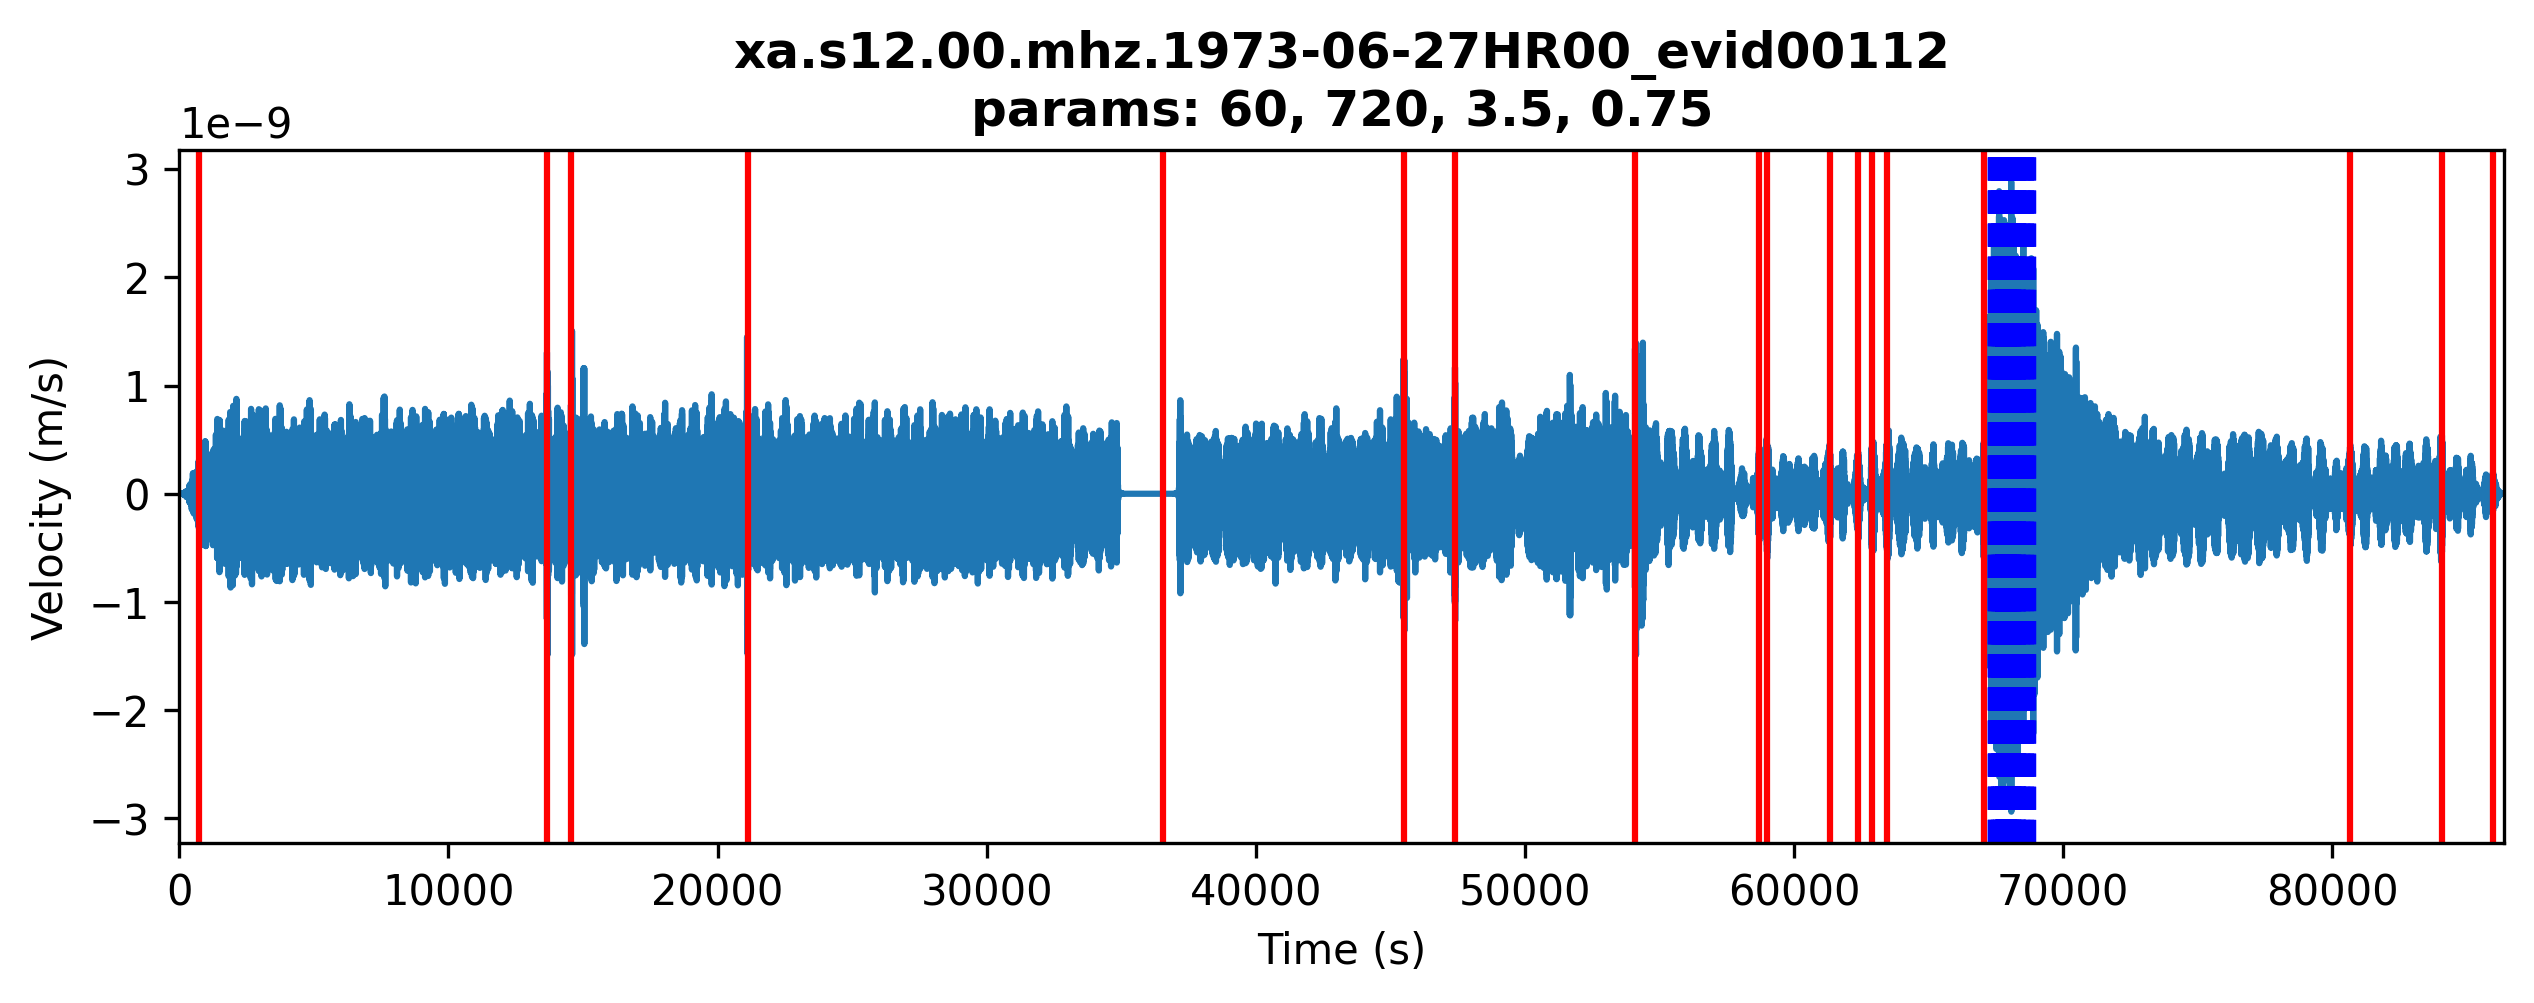 xa.s12.00.mhz.1973-06-27HR00_evid00112
params: 60, 720, 3.5, 0.75
1e−9
3
2
1
0
−1
−2
−3
Velocity (m/s)
0 10000 20000 30000 40000 50000 60000 70000 80000
Time (s)